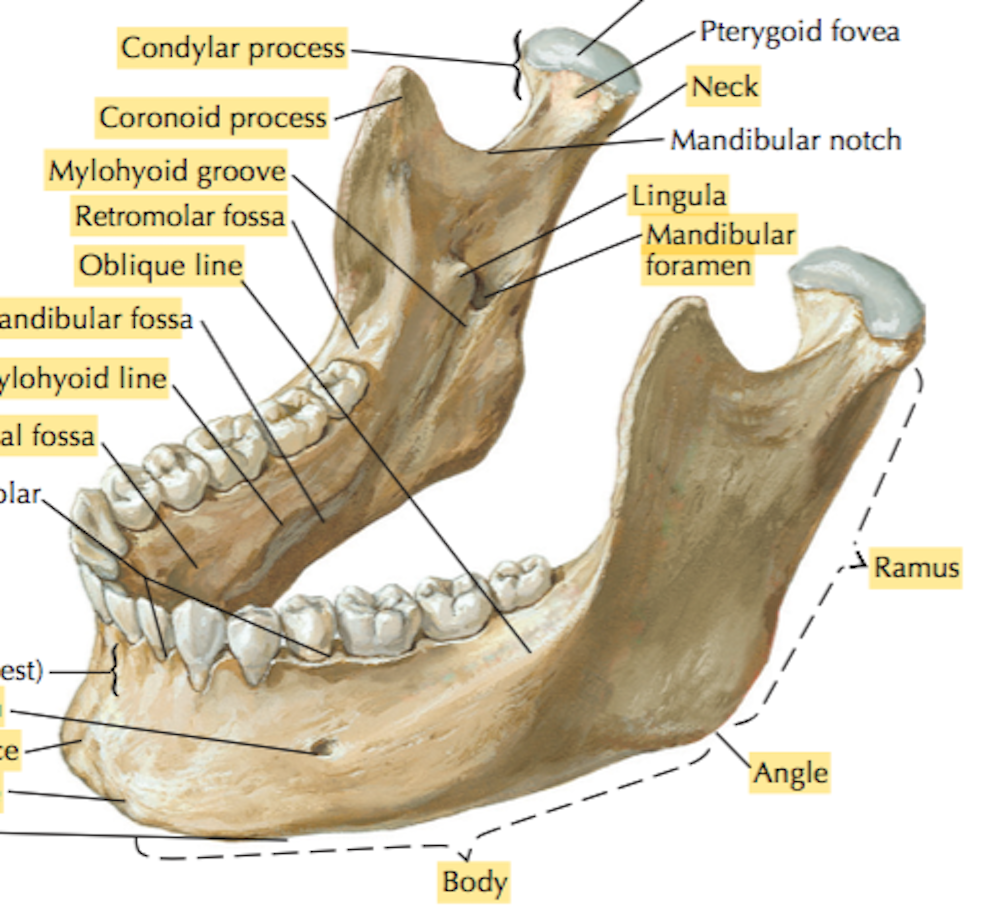 Condylar process
Pterygoid fovea
Neck
Coronoid process
Mandibular notch
Mylohyoid groove
Lingula
Retromolar fossa
Mandibular
foramen
Oblique line
andibular fossa
ylohyoid line
al fossa
olar
Ramus
est)
ce
Angle
Body